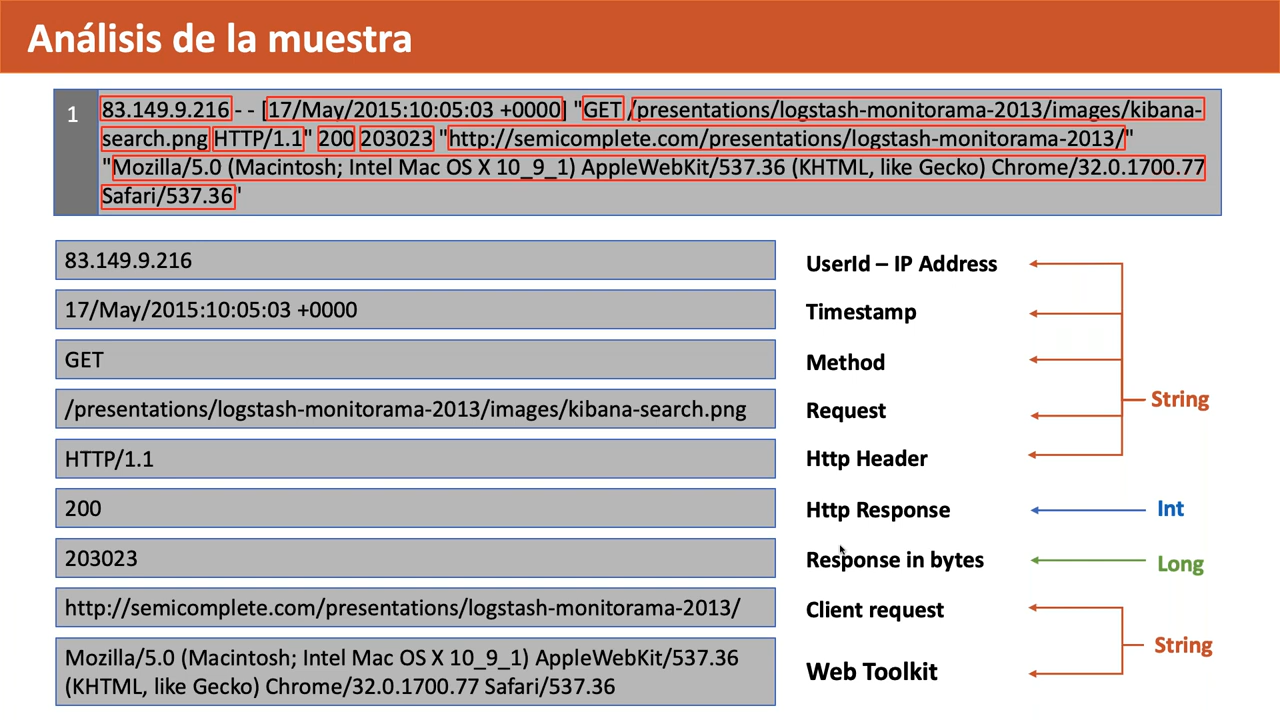 Análisis de la muestra
1
83.149.9.216 - - [17/May/2015:10:05:03 +0000] "GET /presentations/logstash-monitorama-2013/images/kibana-
search.png HTTP/1.1" 200 203023 "http://semicomplete.com/presentations/logstash-monitorama-2013/"
"Mozilla/5.0 (Macintosh; Intel Mac OS X 10_9_1) AppleWebKit/537.36 (KHTML, like Gecko) Chrome/32.0.1700.77
Safari/537.36'
83.149.9.216
UserId – IP Address
17/May/2015:10:05:03 +0000
Timestamp
GET
Method
/presentations/logstash-monitorama-2013/images/kibana-search.png
Request
String
HTTP/1.1
Http Header
200
Http Response
Int
203023
Response in bytes
Long
http://semicomplete.com/presentations/logstash-monitorama-2013/
Client request
String
Mozilla/5.0 (Macintosh; Intel Mac OS X 10_9_1) AppleWebKit/537.36
(KHTML, like Gecko) Chrome/32.0.1700.77 Safari/537.36
Web Toolkit